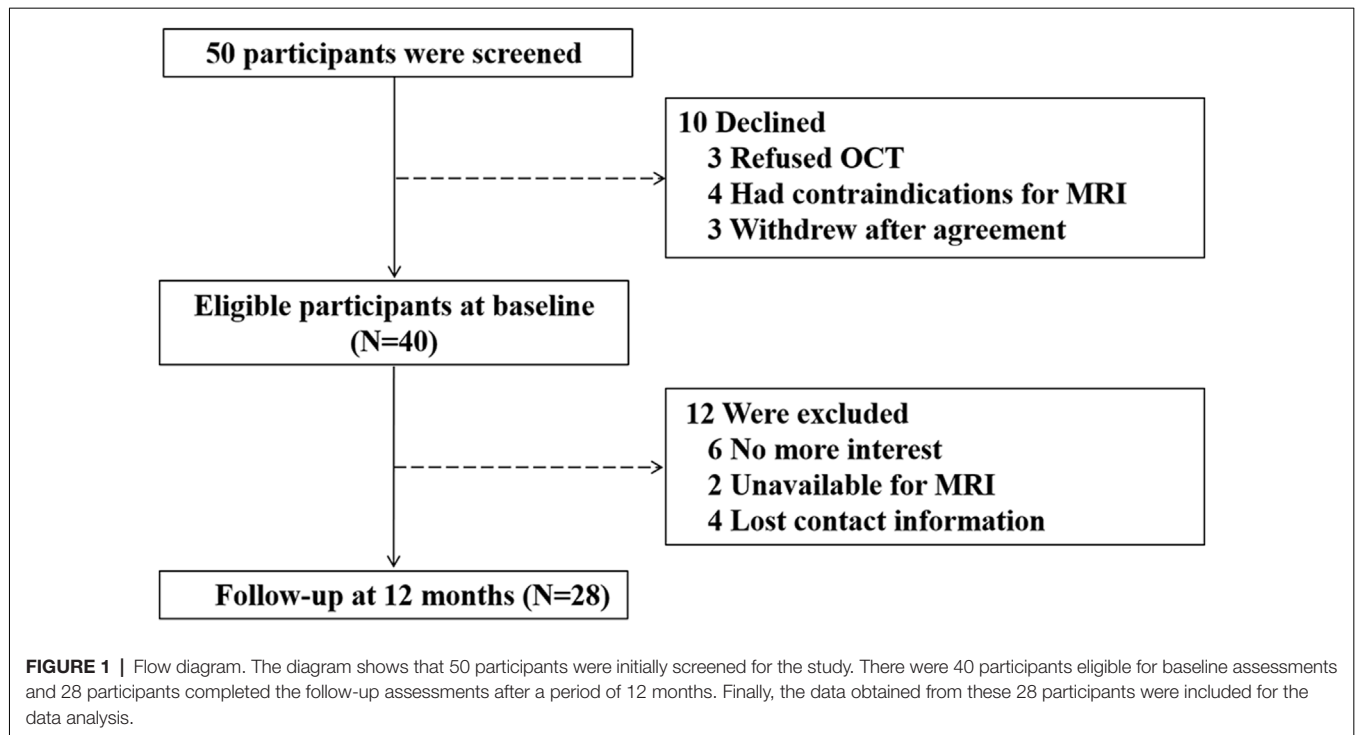 50 participants were screened
10 Declined
3 Refused OCT
4 Had contraindications for MRI
3 Withdrew after agreement
Eligible participants at baseline
(N=40)
12 Were excluded
6 No more interest
2 Unavailable for MRI
4 Lost contact information
Follow-up at 12 months (N=28)
FIGURE 1 | Flow diagram. The diagram shows that 50 participants were initially screened for the study. There were 40 participants eligible for baseline assessments
and 28 participants completed the follow-up assessments after a period of 12 months. Finally, the data obtained from these 28 participants were included for the
data analysis.